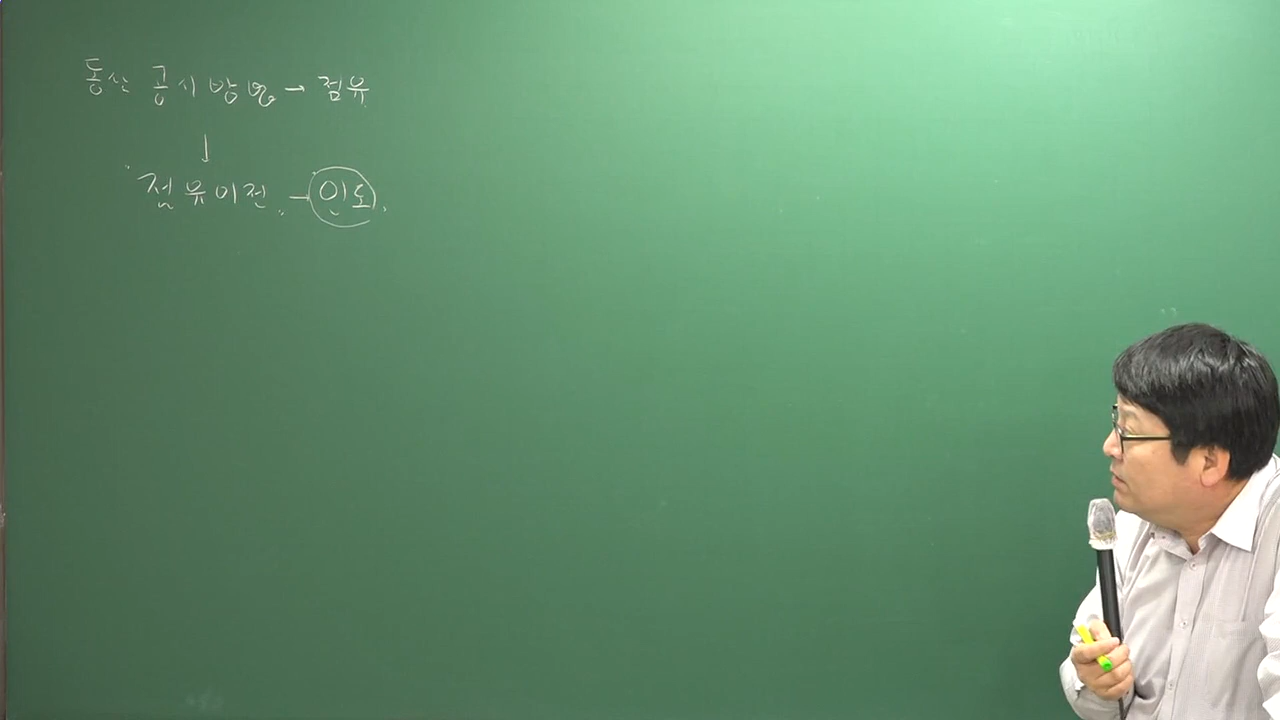 동산 공시방법 → 점유
↓
점유이전 → 인도